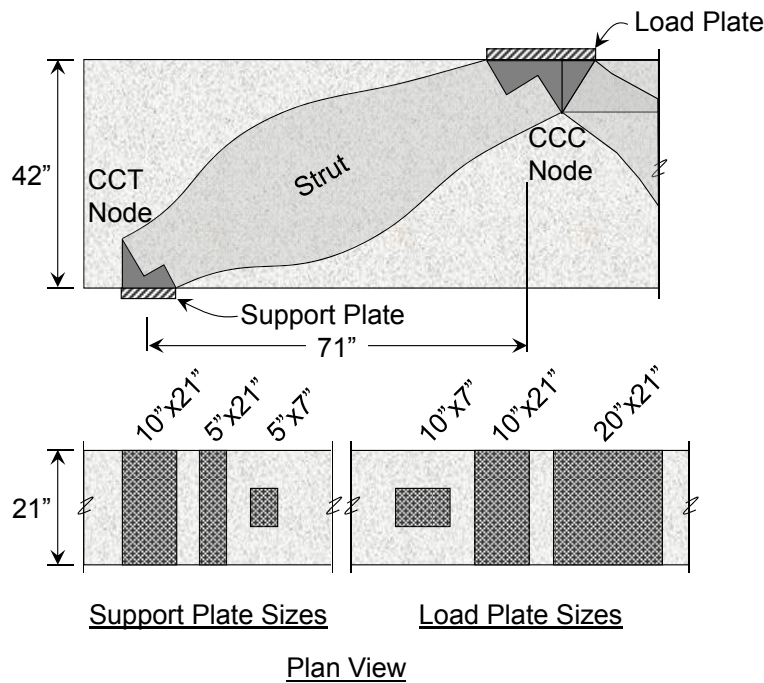 Load Plate
42”
CCT
Node
Strut
CCC
Node
Support Plate
71”
10”x21”
5”x21”
5”x7”
10”x7”
10”x21”
20”x21”
21”
Support Plate Sizes
Load Plate Sizes
Plan View